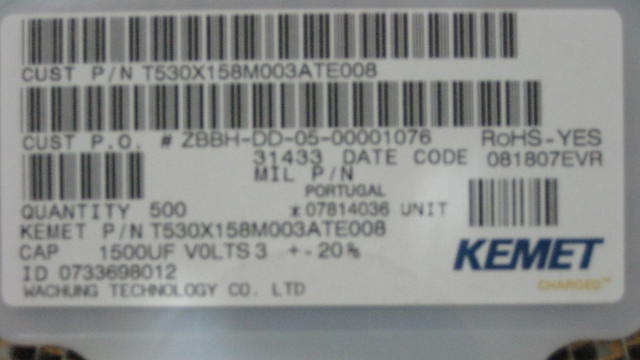 CUST P/N T530X158M003ATE008
CUST P.O. # ZBBH-DD-05-00001076 RoHS-YES
31433 DATE CODE 081807EVR
MIL P/N
PORTUGAL
QUANTITY 500 *07814036 UNIT
KEMET P/N T530X158M003ATE008
CAP 1500UF VOLTS 3 +-20%
ID 0733698012
WACHUNG TECHNOLOGY CO. LTD
KEMET
CHARGED™